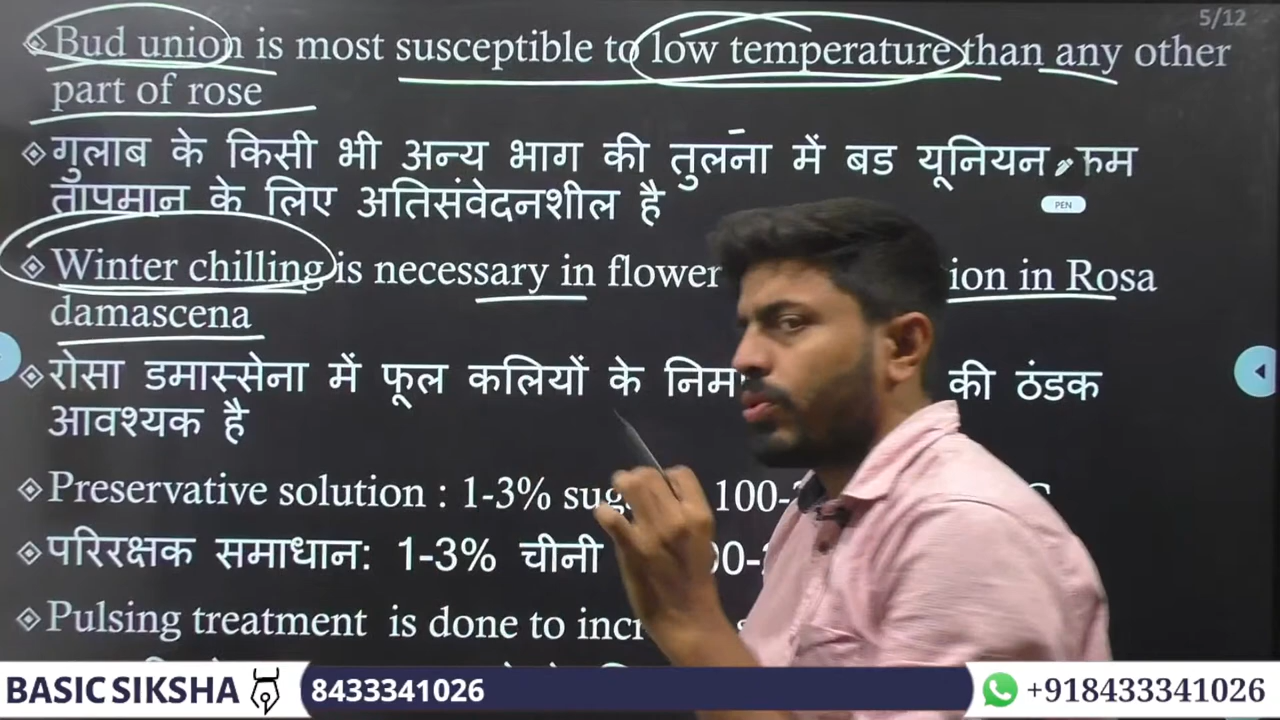 5/12
Bud union is most susceptible to low temperature than any other
part of rose
गुलाब के किसी भी अन्य भाग की तुलना में बड यूनियन कम
तापमान के लिए अतिसंवेदनशील है
PEN
Winter chilling is necessary in flower ion in Rosa
damascena
रोसा डमास्सेना में फूल कलियों के की ठंडक
आवश्यक है
Preservative solution : 1-3%
परिरक्षक समाधान: 1-3% चीनी
Pulsing treatment is done to
BASIC SIKSHA 8433341026 +918433341026